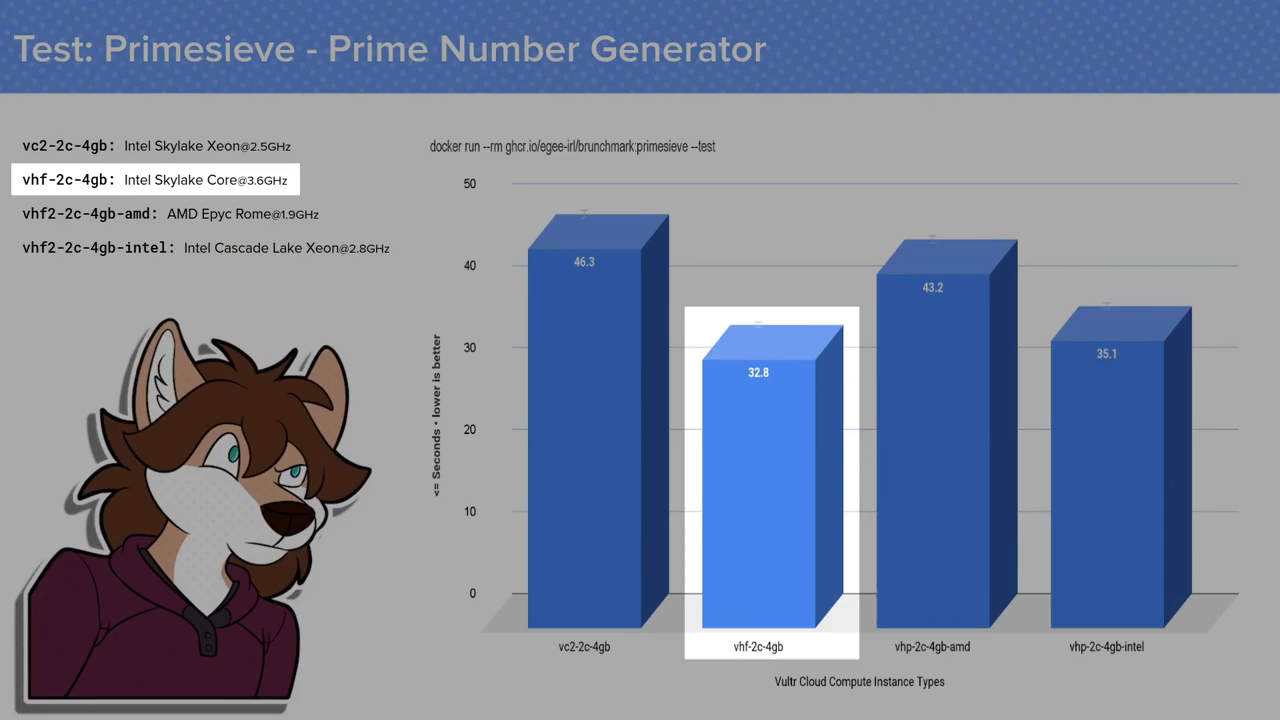 Test: Primesieve - Prime Number Generator
vc2-2c-4gb: Intel Skylake Xeon@2.5GHz
vhf-2c-4gb: Intel Skylake Core@3.6GHz
vhf2-2c-4gb-amd: AMD Epyc Rome@1.9GHz
vhf2-2c-4gb-intel: Intel Cascade Lake Xeon@2.8GHz
docker run --rm ghcr.io/egee-irl/brunchmark:primesieve --test
<= Seconds • lower is better
50
40
30
20
10
0
46.3
32.8
43.2
35.1
vc2-2c-4gb
vhf-2c-4gb
vhp-2c-4gb-amd
vhp-2c-4gb-intel
Vultr Cloud Compute Instance Types